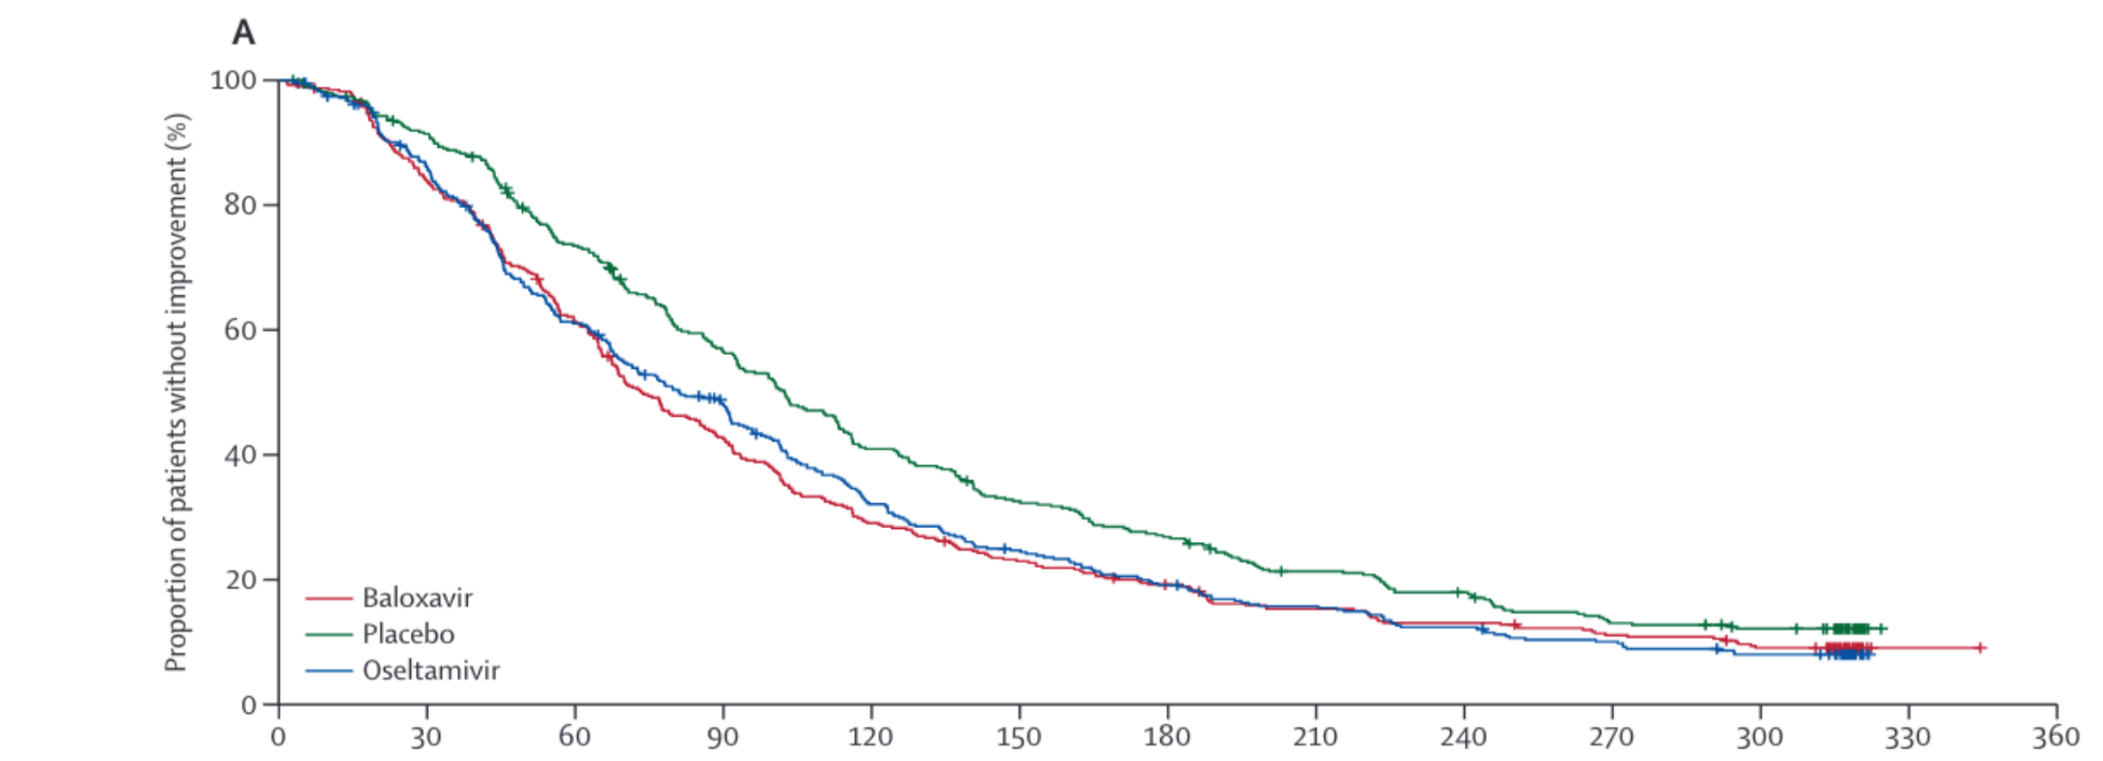 A
Proportion of patients without improvement (%)
100
80
60
40
20
0
Baloxavir
Placebo
Oseltamivir
0 30 60 90 120 150 180 210 240 270 300 330 360